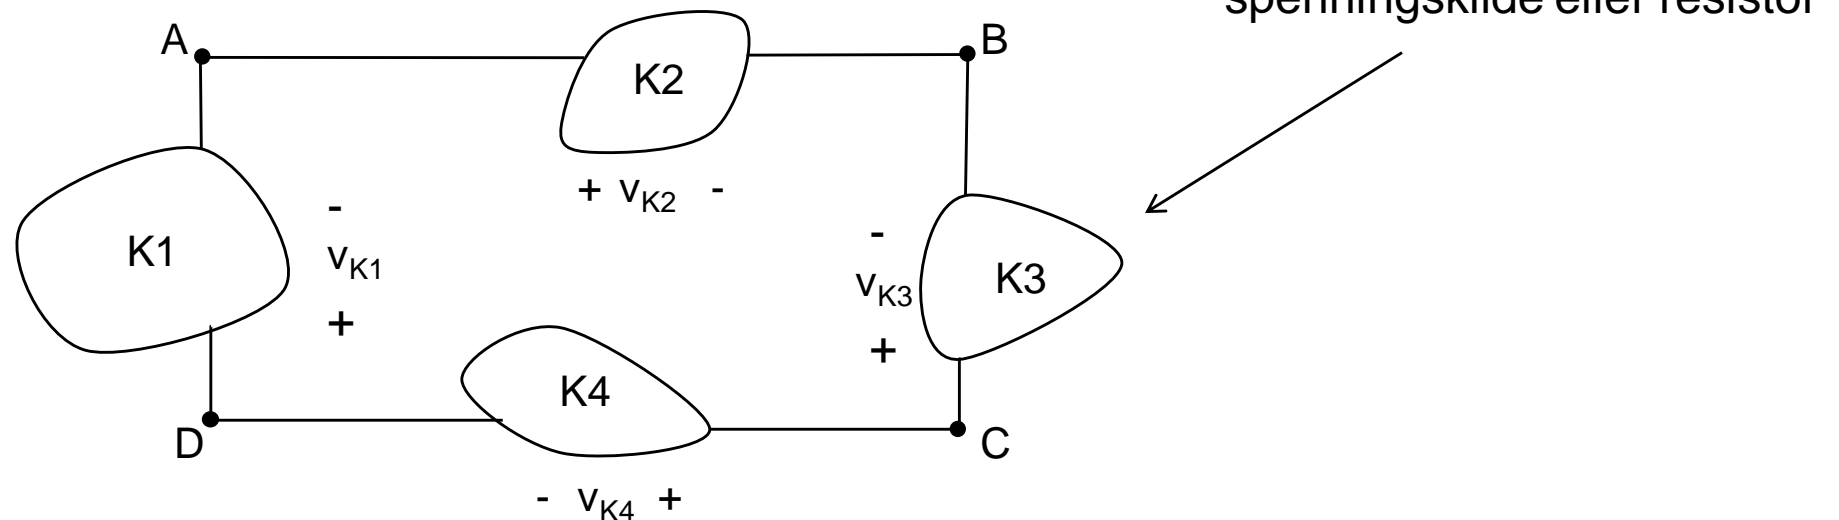 spenningskilde eller resistor
A
B
K2
+ vK2 -
K1
-
vK1
+
-
vK3
+
K3
K4
D
C
- vK4 +